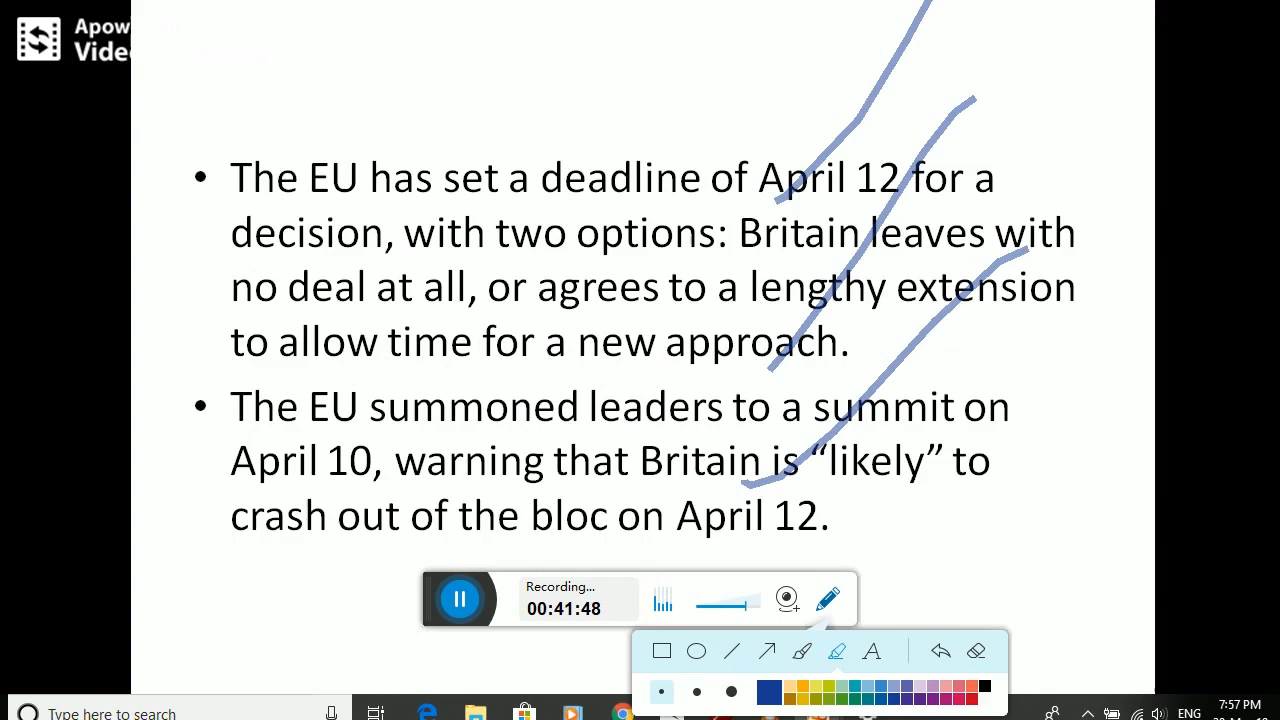 Apow
Vide
• The EU has set a deadline of April 12 for a
decision, with two options: Britain leaves with
no deal at all, or agrees to a lengthy extension
to allow time for a new approach.
• The EU summoned leaders to a summit on
April 10, warning that Britain is “likely” to
crash out of the bloc on April 12.
Recording...
00:41:48
A
Type here to search
ENG
7:57 PM